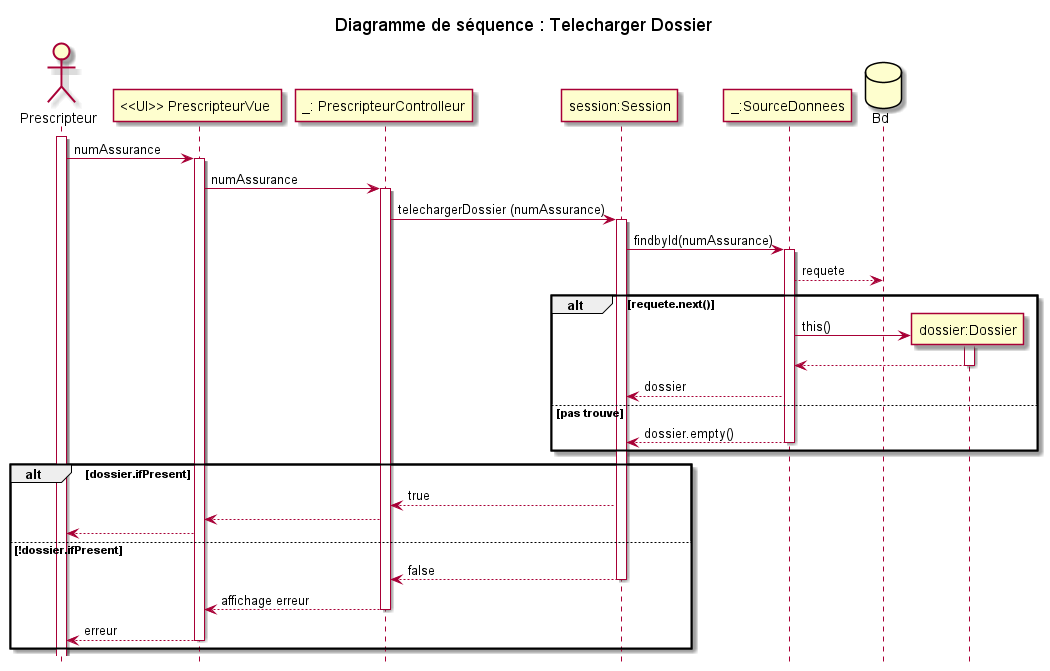 Diagramme de séquence : Telecharger Dossier
Prescripteur
<<UI>> PrescripteurVue
_: PrescripteurControlleur
session:Session
_:SourceDonnees
Bd
numAssurance
numAssurance
telechargerDossier (numAssurance)
findbyId(numAssurance)
requete
alt
[requete.next()]
this()
dossier:Dossier
dossier
[pas trouve]
dossier.empty()
alt
[dossier.ifPresent]
true
[!dossier.ifPresent]
false
affichage erreur
erreur